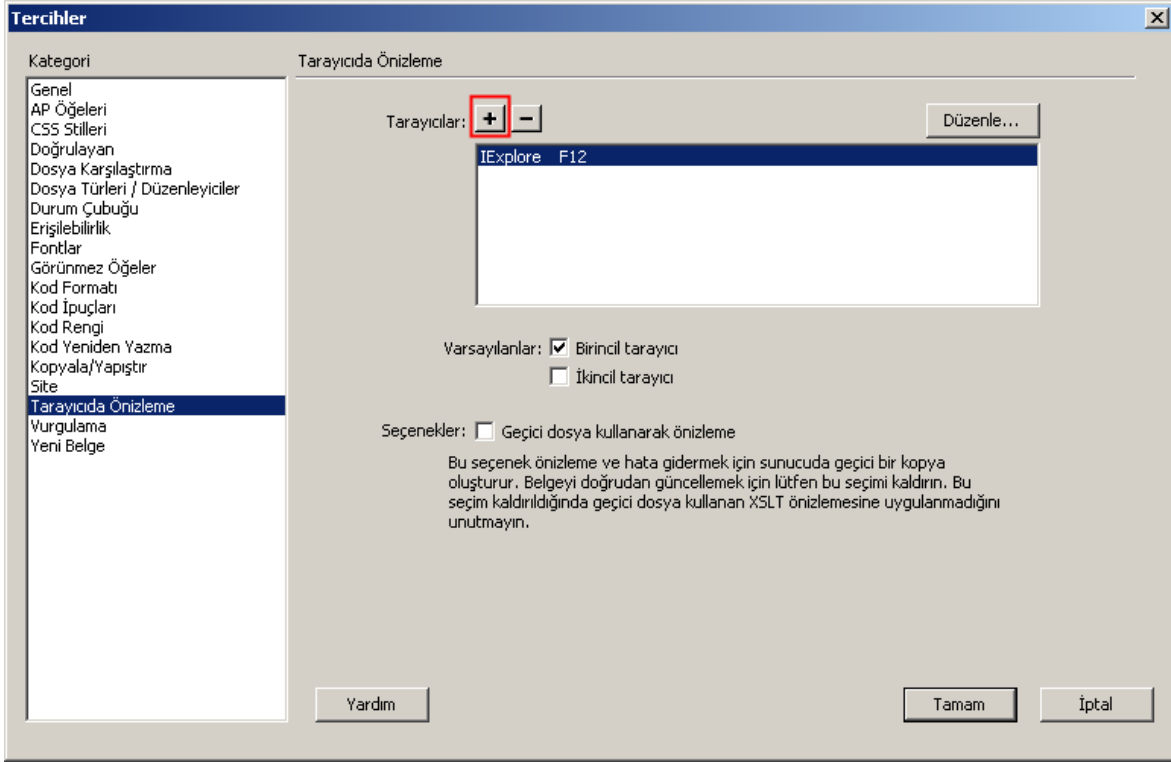 Tercihler
Kategori
Genel
AP Öğeleri
CSS Stilleri
Doğrulayan
Dosya Karşılaştırma
Dosya Türleri / Düzenleyiciler
Durum Çubuğu
Erişilebilirlik
Fontlar
Görünmez Öğeler
Kod Formatı
Kod İpuçları
Kod Rengi
Kod Yeniden Yazma
Kopyala/Yapıştır
Site
Tarayıcıda Önizleme
Vurgulama
Yeni Belge
Tarayıcıda Önizleme
Tarayıcılar: + − Düzenle...
IExplore F12
Varsayılanlar: Birincil tarayıcı
İkincil tarayıcı
Seçenekler: Geçici dosya kullanarak önizleme
Bu seçenek önizleme ve hata gidermek için sunucuda geçici bir kopya
oluşturur. Belgeyi doğrudan güncellemek için lütfen bu seçimi kaldırın. Bu
seçim kaldırıldığında geçici dosya kullanan XSLT önizlemesine uygulanmadığını
unutmayın.
Yardım Tamam İptal